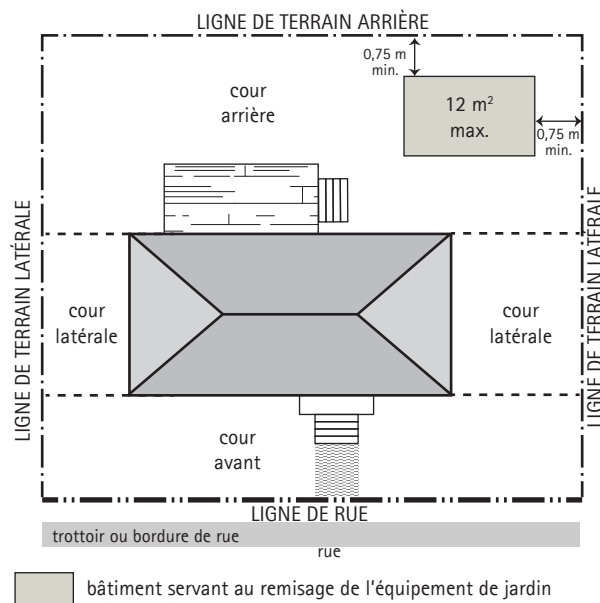 LIGNE DE TERRAIN ARRIÈRE
0,75 m
min.
cour
arrière
12 m²
max.
0,75 m
min.
LIGNE DE TERRAIN LATÉRALE
LIGNE DE TERRAIN LATÉRALE
cour
latérale
cour
latérale
cour
avant
LIGNE DE RUE
trottoir ou bordure de rue
rue
bâtiment servant au remisage de l'équipement de jardin